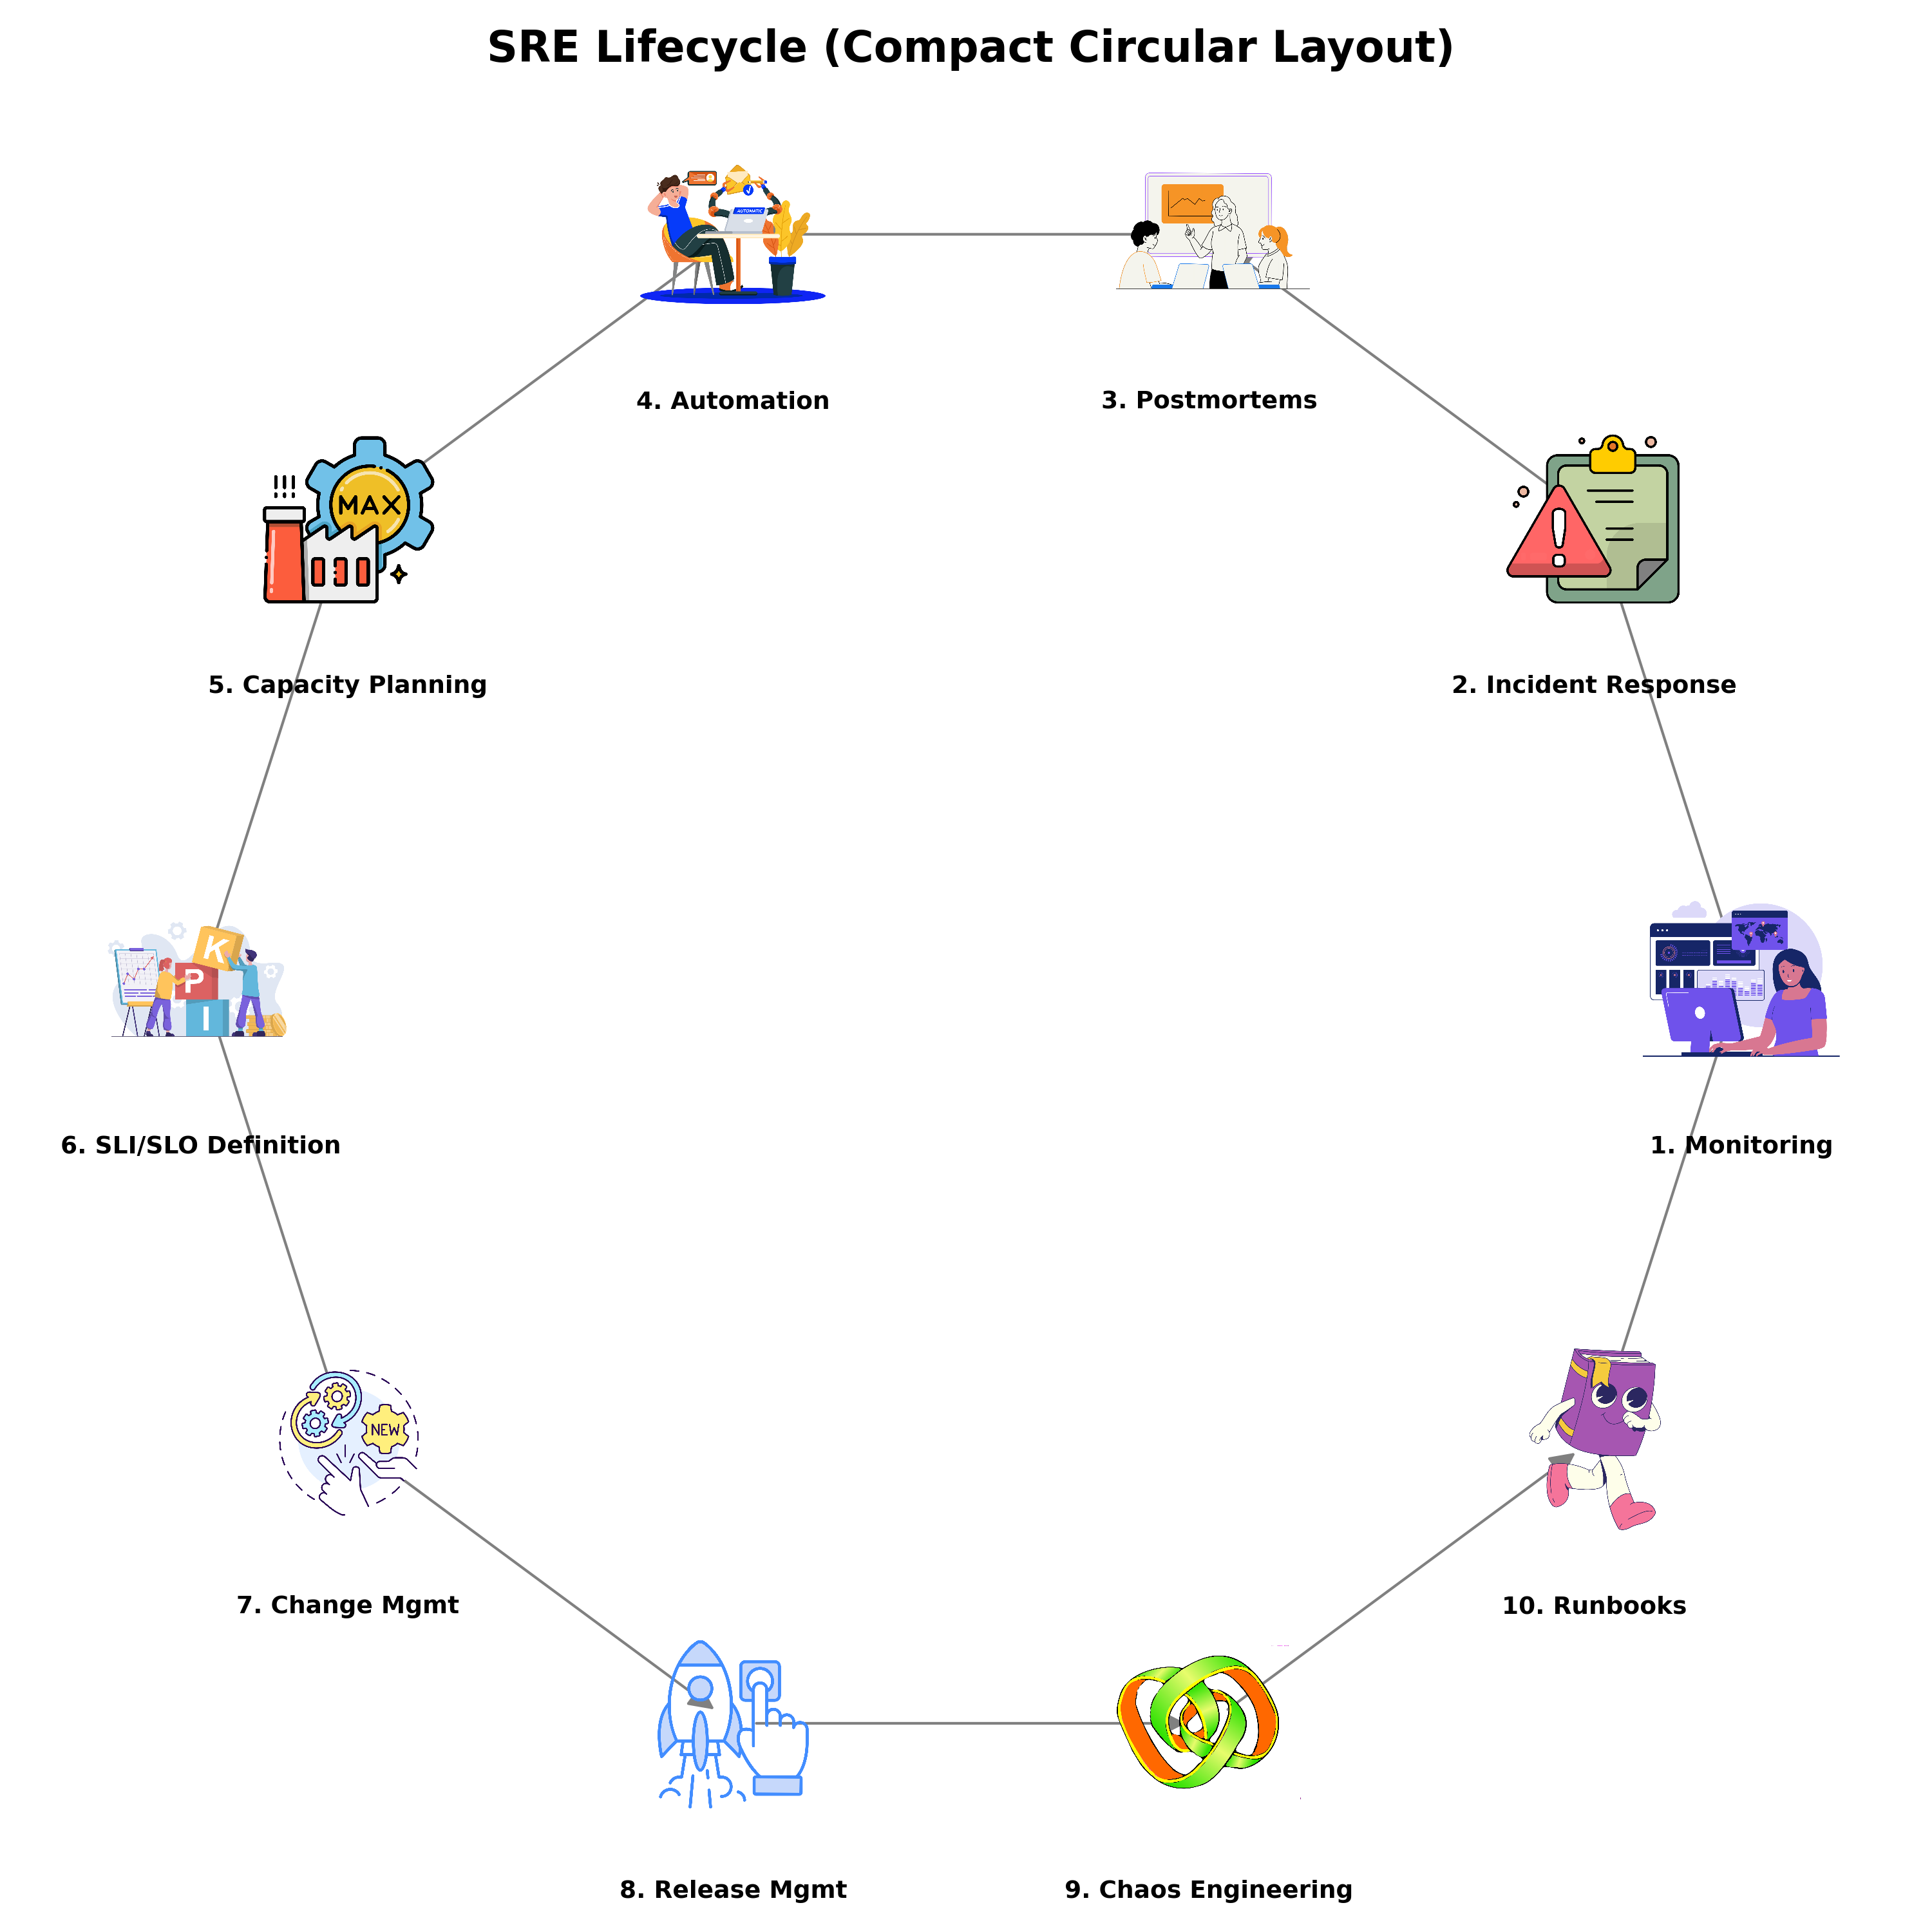 SRE Lifecycle (Compact Circular Layout)
AUTOMATIC
4. Automation
3. Postmortems
MAX
5. Capacity Planning
2. Incident Response
K
P
I
6. SLI/SLO Definition
1. Monitoring
NEW
7. Change Mgmt
10. Runbooks
8. Release Mgmt
9. Chaos Engineering